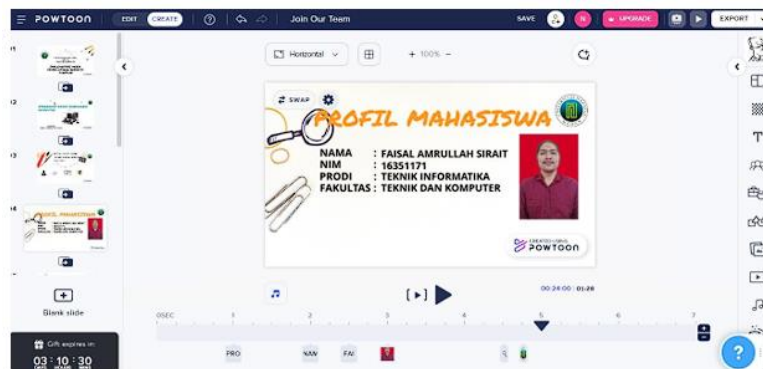 POWTOON EDIT CREATE Join Our Team SAVE N UPGRADE EXPORT
Horizontal + 100% −
SWAP
PROFIL MAHASISWA
NAMA : FAISAL AMRULLAH SIRAIT
NIM : 16351171
PRODI : TEKNIK INFORMATIKA
FAKULTAS : TEKNIK DAN KOMPUTER
CREATED USING
POWTOON
Blank slide
00:24:00 01:26
0SEC 1 2 3 4 5 6 7
PRO NAM FAI
Gift expires in:
03 : 10 : 30